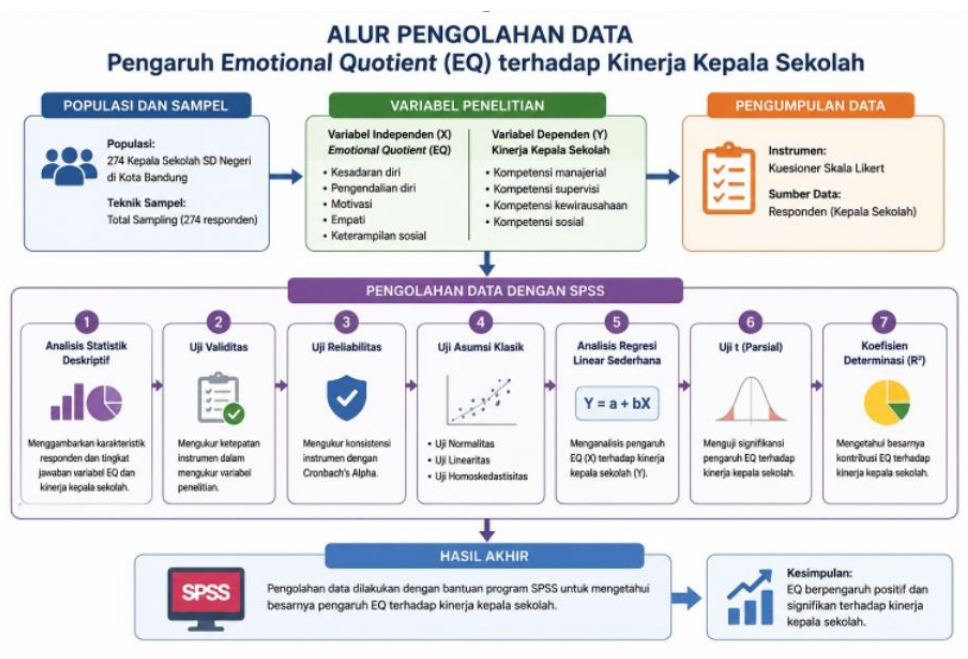 ALUR PENGOLAHAN DATA
Pengaruh Emotional Quotient (EQ) terhadap Kinerja Kepala Sekolah
POPULASI DAN SAMPEL
Populasi:
274 Kepala Sekolah SD Negeri
di Kota Bandung
Teknik Sampel:
Total Sampling (274 responden)
VARIABEL PENELITIAN
Variabel Independen (X)
Emotional Quotient (EQ)
• Kesadaran diri
• Pengendalian diri
• Motivasi
• Empati
• Keterampilan sosial
Variabel Dependen (Y)
Kinerja Kepala Sekolah
• Kompetensi manajerial
• Kompetensi supervisi
• Kompetensi kewirausahaan
• Kompetensi sosial
PENGUMPULAN DATA
Instrumen:
Kuesioner Skala Likert
Sumber Data:
Responden (Kepala Sekolah)
PENGOLAHAN DATA DENGAN SPSS
1
Analisis Statistik
Deskriptif
Menggambarkan karakteristik
responden dan tingkat
jawaban variabel EQ dan
kinerja kepala sekolah.
2
Uji Validitas
Mengukur ketepatan
instrumen dalam
mengukur variabel
penelitian.
3
Uji Reliabilitas
Mengukur konsistensi
instrumen dengan
Cronbach's Alpha.
4
Uji Asumsi Klasik
• Uji Normalitas
• Uji Linearitas
• Uji Homoskedastisitas
5
Analisis Regresi
Linear Sederhana
Y = a + bX
Menganalisis pengaruh
EQ (X) terhadap kinerja
kepala sekolah (Y).
6
Uji t (Parsial)
Menguji signifikansi
pengaruh EQ terhadap
kinerja kepala sekolah.
7
Koefisien
Determinasi (R²)
Mengetahui besarnya
kontribusi EQ terhadap
kinerja kepala sekolah.
HASIL AKHIR
SPSS
Pengolahan data dilakukan dengan bantuan program SPSS untuk mengetahui
besarnya pengaruh EQ terhadap kinerja kepala sekolah.
Kesimpulan:
EQ berpengaruh positif dan
signifikan terhadap kinerja
kepala sekolah.